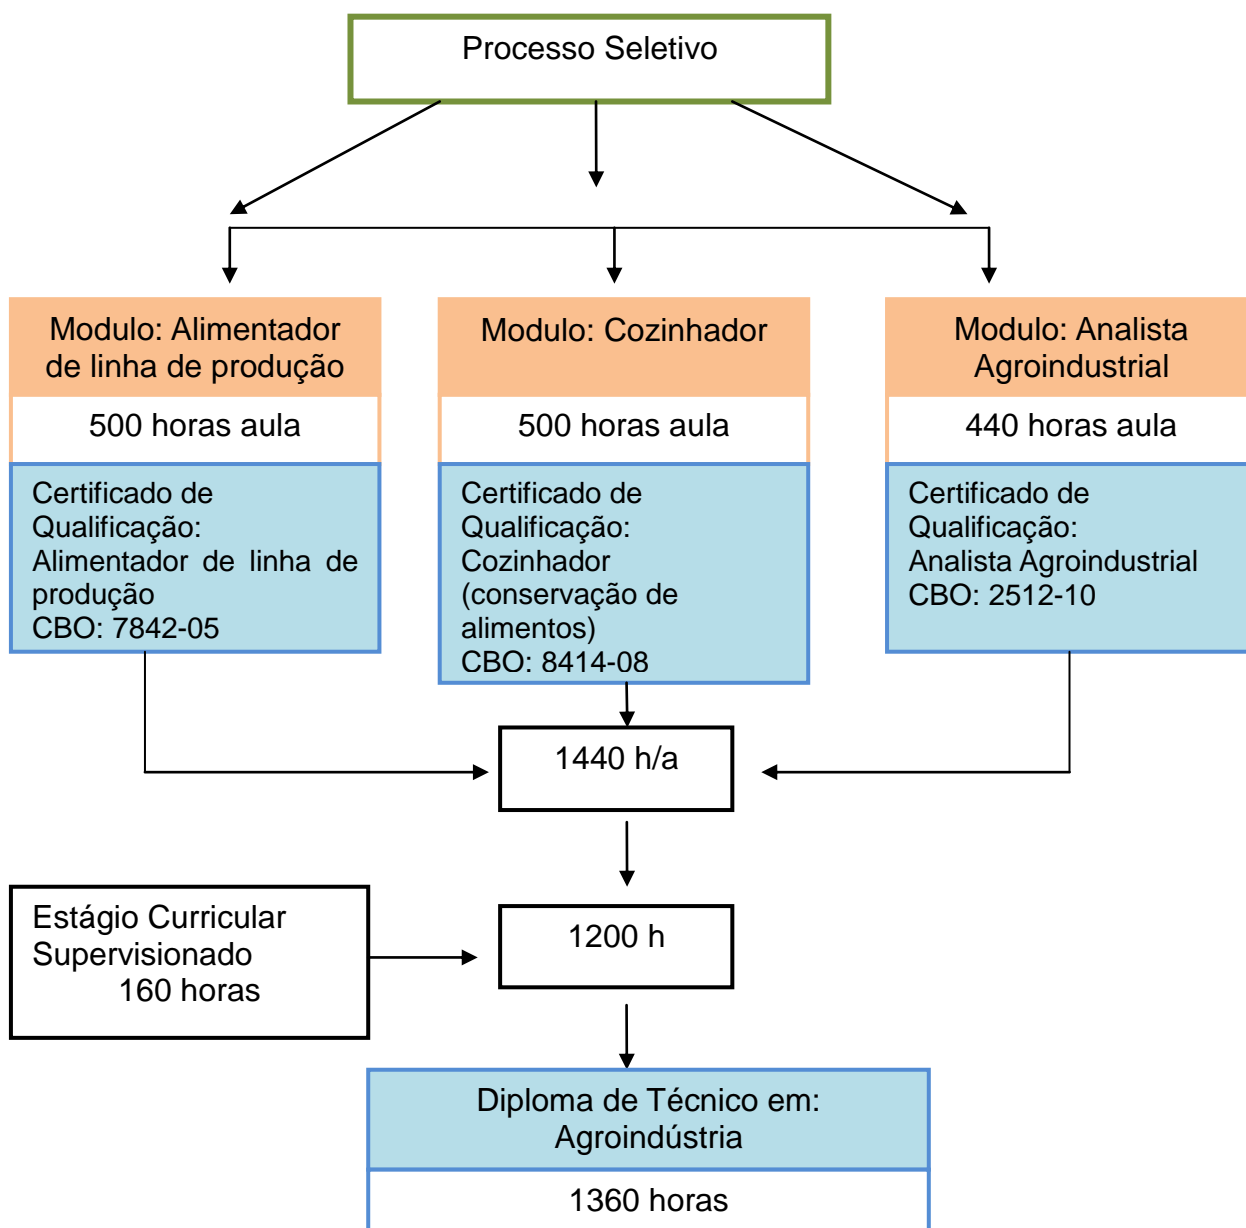 Processo Seletivo
Modulo: Alimentador
de linha de produção
500 horas aula
Certificado de
Qualificação:
Alimentador de linha de
produção
CBO: 7842-05
Modulo: Cozinhador
500 horas aula
Certificado de
Qualificação:
Cozinhador
(conservação de
alimentos)
CBO: 8414-08
Modulo: Analista
Agroindustrial
440 horas aula
Certificado de
Qualificação:
Analista Agroindustrial
CBO: 2512-10
1440 h/a
Estágio Curricular
Supervisionado
160 horas
1200 h
Diploma de Técnico em:
Agroindústria
1360 horas